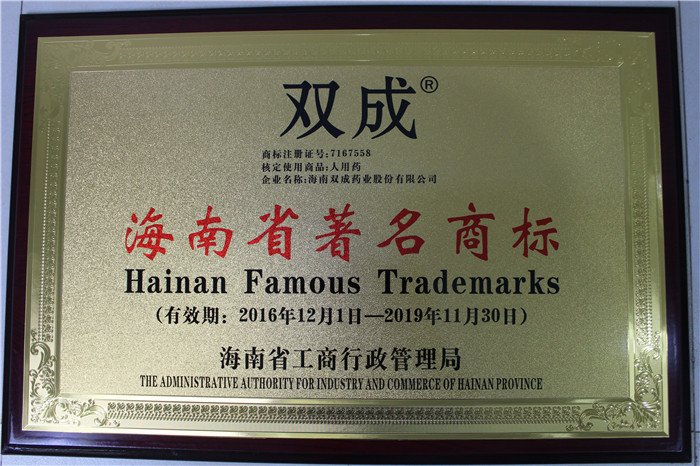 双成®
商标注册证号:7167558
核定使用商品:人用药
企业名称:海南双成药业股份有限公司
海南省著名商标
Hainan Famous Trademarks
（有效期：2016年12月1日—2019年11月30日）
海南省工商行政管理局
THE ADMINISTRATIVE AUTHORITY FOR INDUSTRY AND COMMERCE OF HAINAN PROVINCE